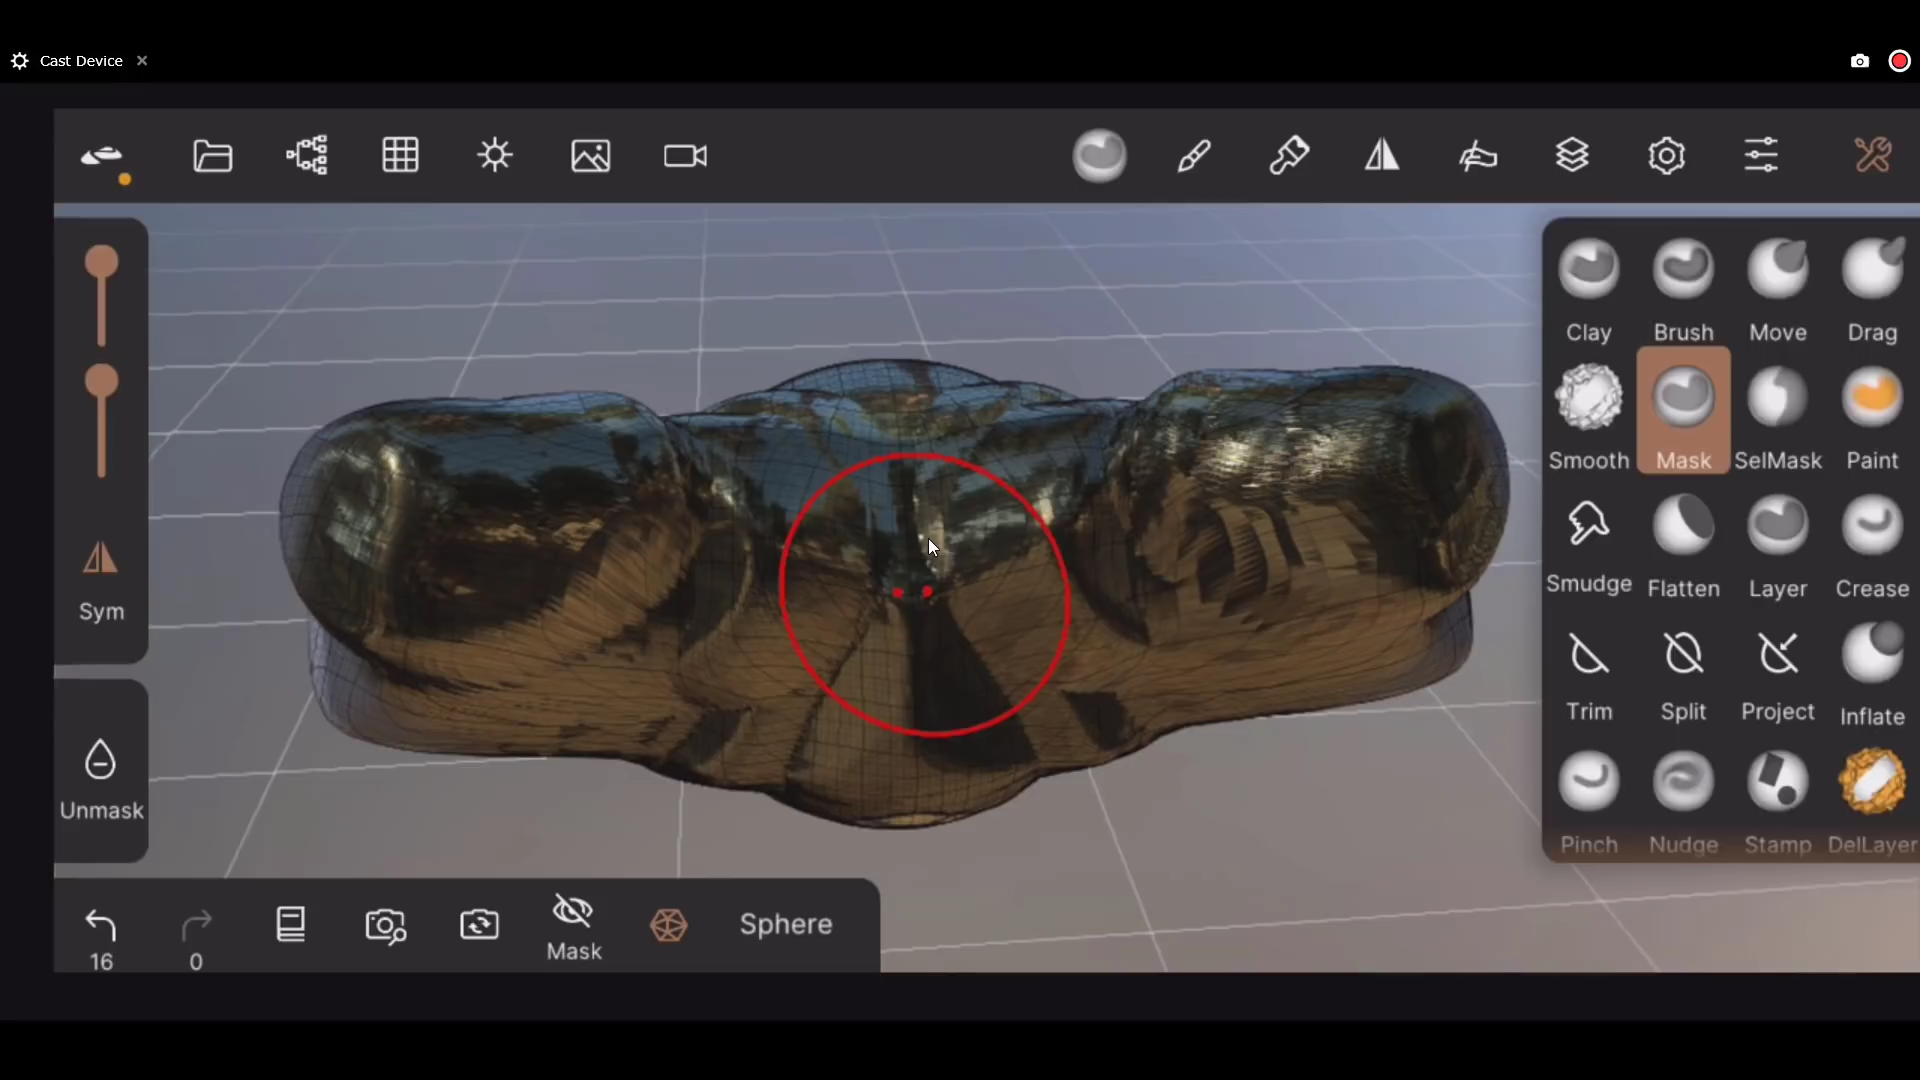 Cast Device
Clay Brush Move Drag
Smooth Mask SelMask Paint
Sym
Smudge Flatten Layer Crease
Trim Split Project Inflate
Unmask
Pinch Nudge Stamp DelLayer
Sphere
16 0 Mask